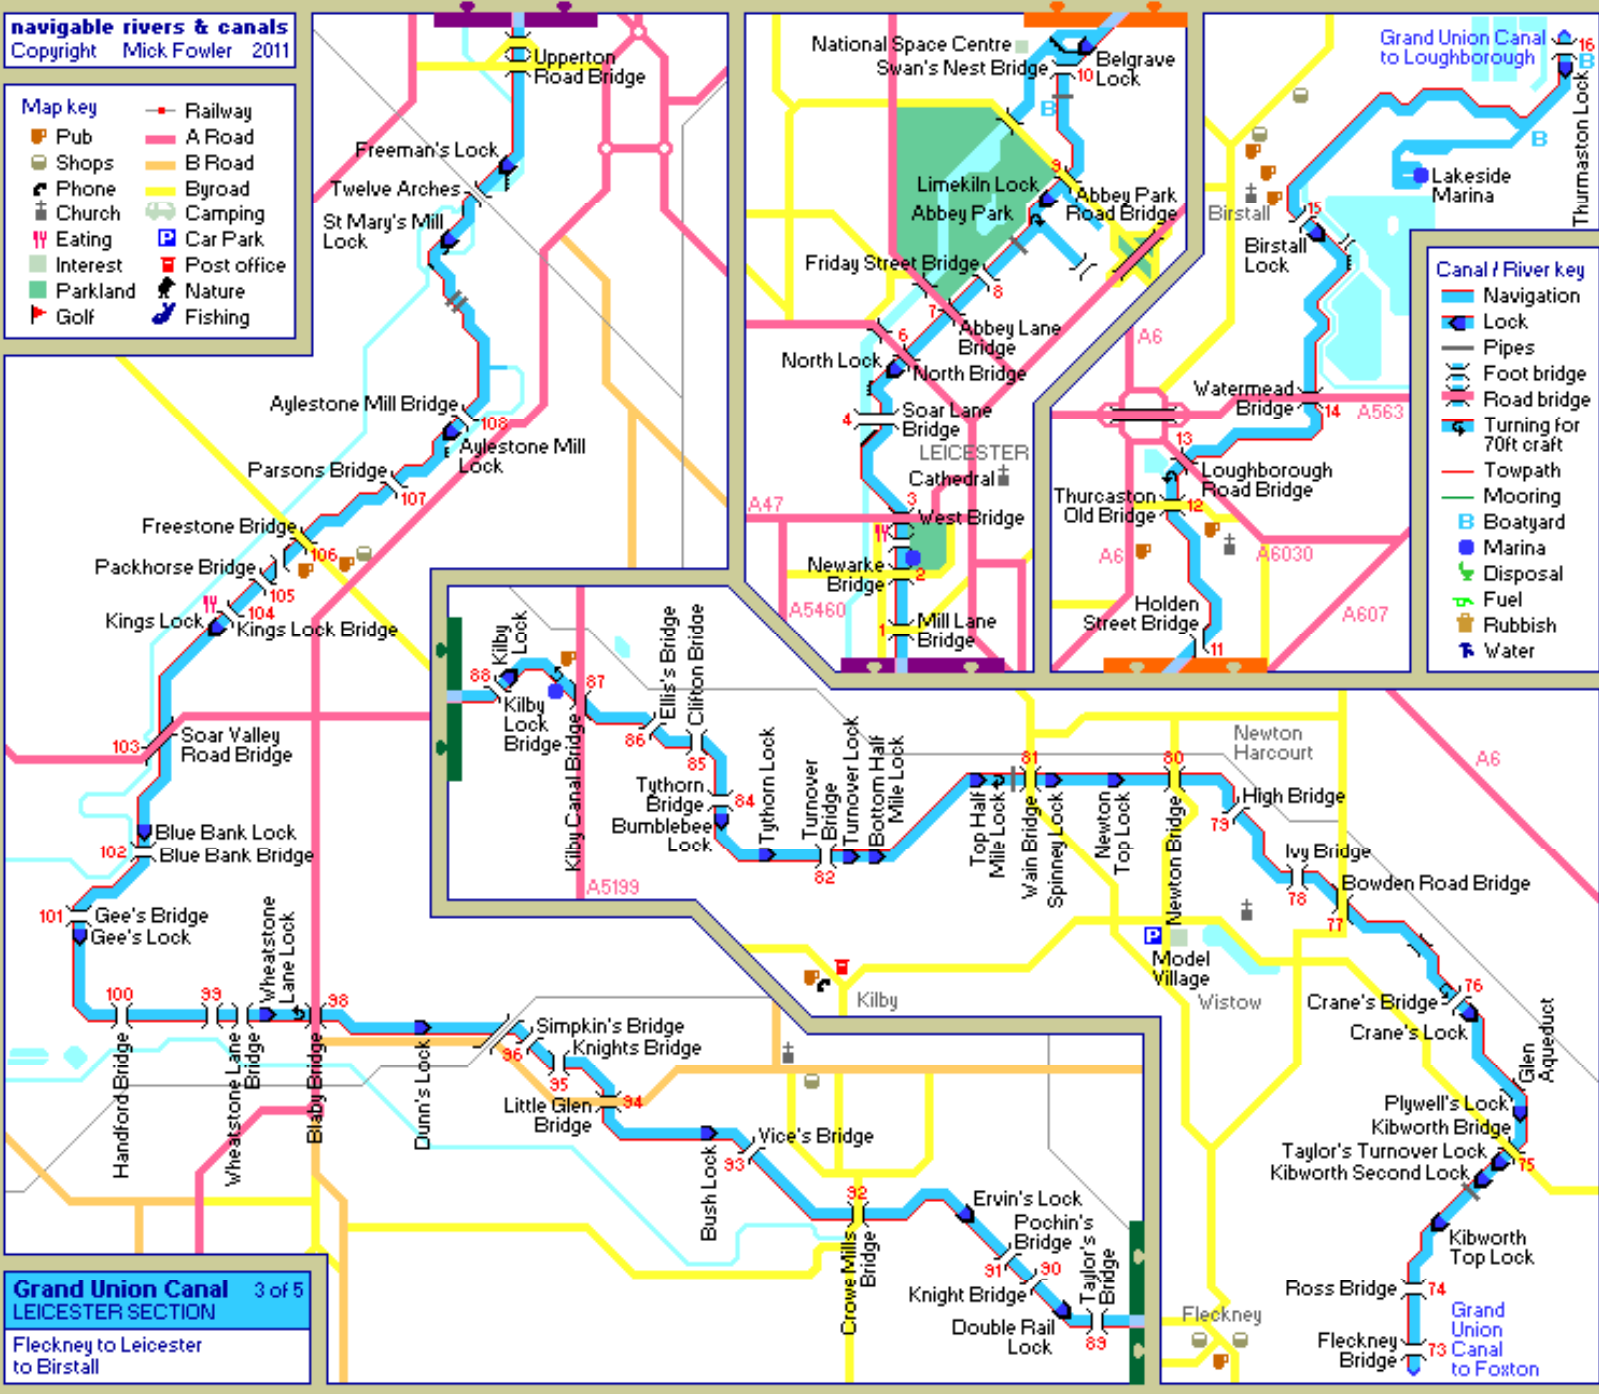 navigable rivers & canals
Copyright Mick Fowler 2011
Map key
Pub
Shops
Phone
Church
Eating
Interest
Parkland
Golf
Railway
A Road
B Road
Byroad
Camping
P Car Park
Post office
Nature
Fishing
Upperton
Road Bridge
Freeman's Lock
Twelve Arches
St Mary's Mill
Lock
Aylestone Mill Bridge
108
Aylestone Mill
Lock
Parsons Bridge
107
Freestone Bridge
106
Packhorse Bridge
105
104
Kings Lock
Kings Lock Bridge
103
Soar Valley
Road Bridge
Blue Bank Lock
102
Blue Bank Bridge
101
Gee's Bridge
Gee's Lock
Wheatstone
Lane Lock
100
99
98
Handford Bridge
Wheatstone Lane
Bridge
Blaby Bridge
Dunn's Lock
Simpkin's Bridge
96
Knights Bridge
95
Little Glen
Bridge
94
Bush Lock
Vice's Bridge
93
92
Crowe Mills
Bridge
Ervin's Lock
Pochin's
Bridge
91
90
Knight Bridge
Taylor's
Bridge
Double Rail
Lock
89
National Space Centre
Swan's Nest Bridge
10
Belgrave
Lock
B
9
Limekiln Lock
Abbey Park
Abbey Park
Road Bridge
Friday Street Bridge
8
7
Abbey Lane
Bridge
6
North Lock
North Bridge
4
Soar Lane
Bridge
LEICESTER
Cathedral
A47
3
West Bridge
Newarke
Bridge
2
A5460
1
Mill Lane
Bridge
Grand Union Canal
to Loughborough
16
B
Thurmaston Lock
B
Lakeside
Marina
Birstall
15
Birstall
Lock
A6
Watermead
Bridge
14
A563
13
Loughborough
Road Bridge
Thurcaston
Old Bridge
12
A6
A6030
Holden
Street Bridge
A607
11
Canal / River key
Navigation
Lock
Pipes
Foot bridge
Road bridge
Turning for
70ft craft
Towpath
Mooring
B Boatyard
Marina
Disposal
Fuel
Rubbish
Water
88
Kilby
Lock
Kilby
Lock
Bridge
Kilby Canal Bridge
87
A5199
Ellis's Bridge
86
Clifton Bridge
85
Tythorn
Bridge
84
Bumblebee
Lock
Tythorn Lock
Turnover
Bridge
82
Turnover Lock
Bottom Half
Mile Lock
Top Half
Mile Lock
81
Wain Bridge
Spinney Lock
Newton
Top Lock
80
Newton Bridge
Newton
Harcourt
A6
High Bridge
79
Ivy Bridge
78
Bowden Road Bridge
77
P
Model
Village
Wistow
Kilby
76
Crane's Bridge
Crane's Lock
Glen
Aqueduct
Plywell's Lock
Kibworth Bridge
Taylor's Turnover Lock
75
Kibworth Second Lock
Kibworth
Top Lock
Ross Bridge
74
Fleckney
Fleckney
Bridge
73
Grand
Union
Canal
to Foxton
Grand Union Canal 3 of 5
LEICESTER SECTION
Fleckney to Leicester
to Birstall